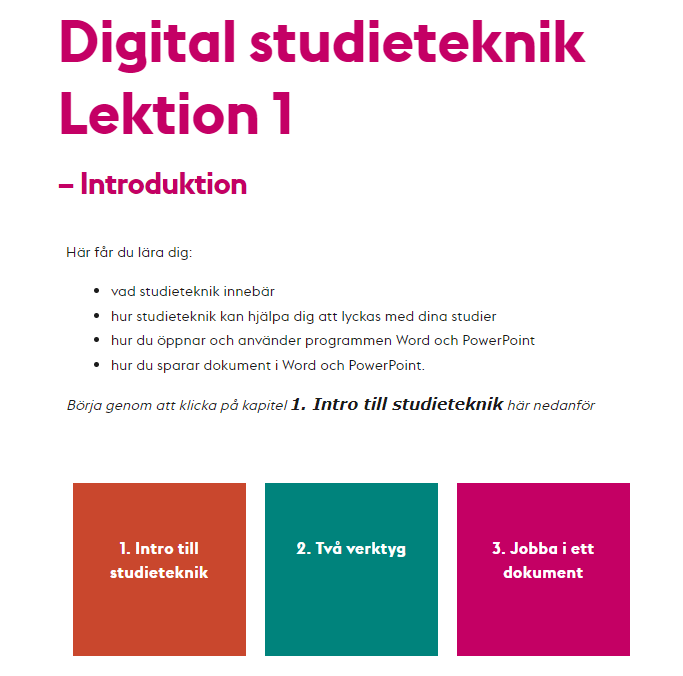 Digital studieteknik
Lektion 1
– Introduktion
Här får du lära dig:
• vad studieteknik innebär
• hur studieteknik kan hjälpa dig att lyckas med dina studier
• hur du öppnar och använder programmen Word och PowerPoint
• hur du sparar dokument i Word och PowerPoint.
Börja genom att klicka på kapitel 1. Intro till studieteknik här nedanför
1. Intro till
studieteknik
2. Två verktyg
3. Jobba i ett
dokument